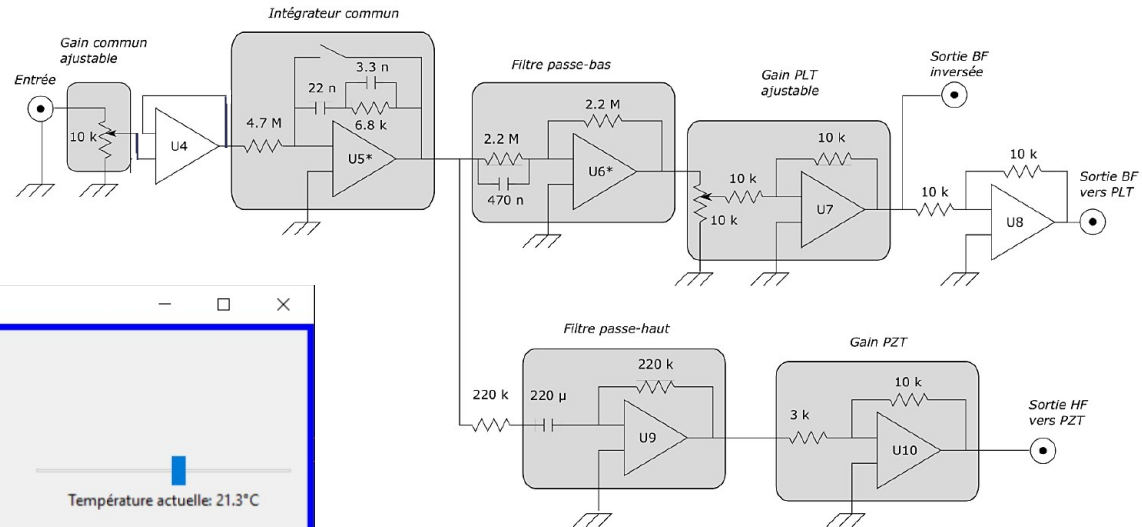 Intégrateur commun
Gain commun
ajustable
Entrée
10 k
U4
4.7 M
22 n
3.3 n
6.8 k
U5*
Filtre passe-bas
2.2 M
2.2 M
470 n
U6*
Gain PLT
ajustable
10 k
10 k
10 k
U7
Sortie BF
inversée
10 k
10 k
U8
Sortie BF
vers PLT
Filtre passe-haut
220 k
220 µ
220 k
U9
Gain PZT
3 k
10 k
U10
Sortie HF
vers PZT
Température actuelle: 21.3°C